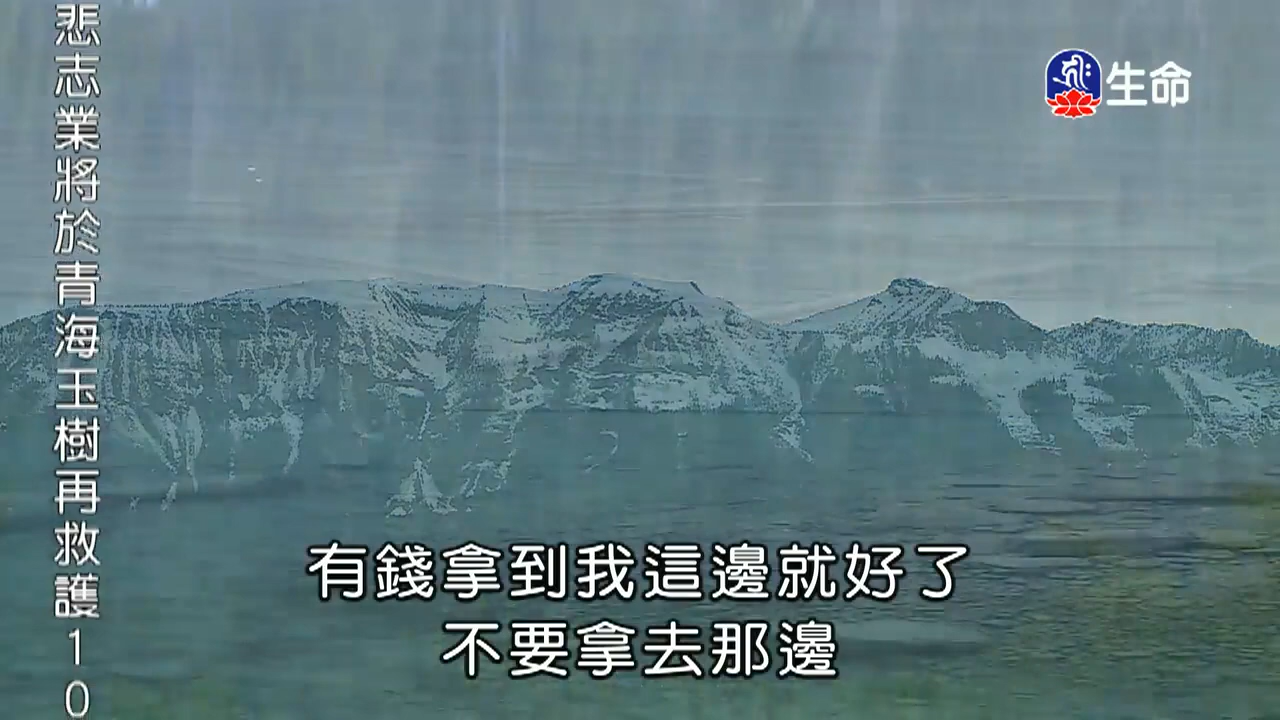 悲志業將於青海玉樹再救護10
生命
有錢拿到我這邊就好了
不要拿去那邊